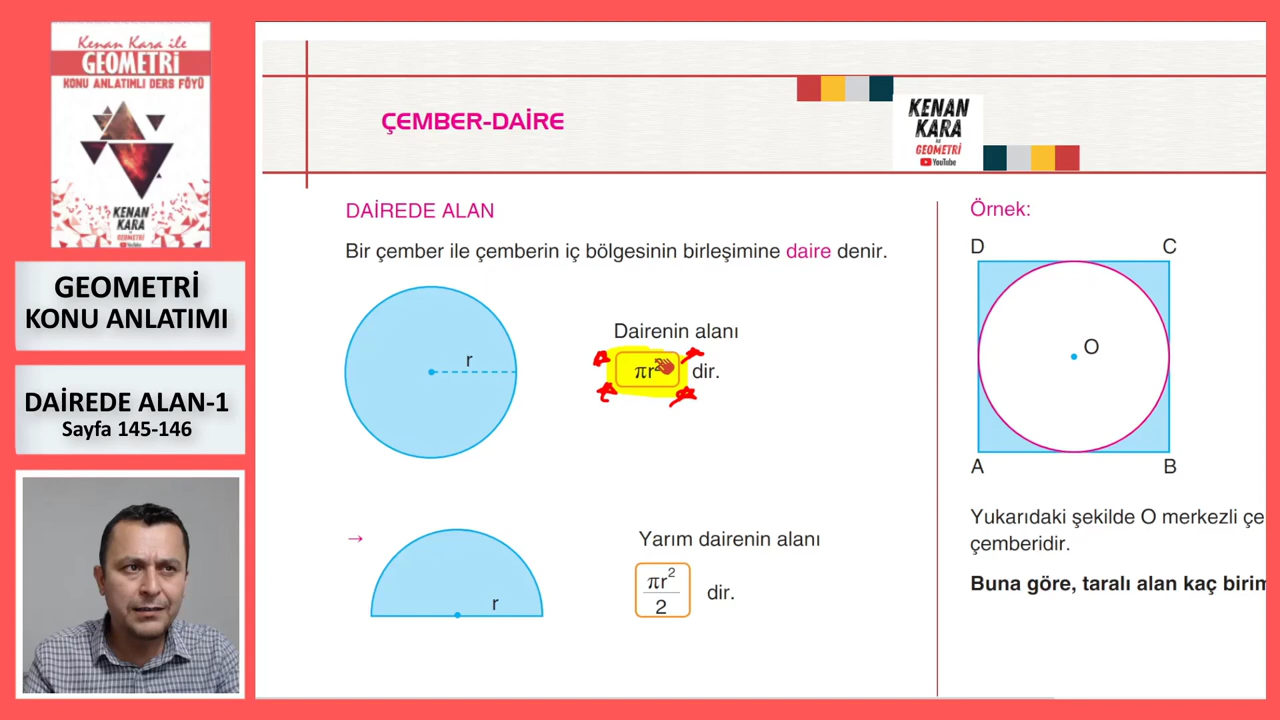 Kenan Kara ile
GEOMETRİ
KONU ANLATIMLI DERS FÖYÜ
KENAN
KARA
GEOMETRİ
YouTube
GEOMETRİ
KONU ANLATIMI
DAİREDE ALAN-1
Sayfa 145-146
ÇEMBER-DAİRE
KENAN
KARA
ile
GEOMETRİ
YouTube
DAİREDE ALAN
Bir çember ile çemberin iç bölgesinin birleşimine daire denir.
r
Dairenin alanı
πr² dir.
→
r
Yarım dairenin alanı
πr²
2
dir.
Örnek:
D C
O
A B
Yukarıdaki şekilde O merkezli çe
çemberidir.
Buna göre, taralı alan kaç birim